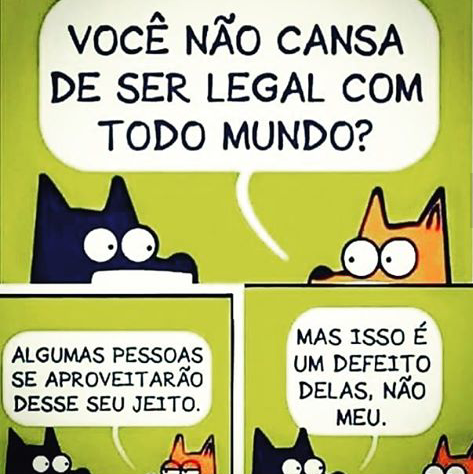 VOCÊ NÃO CANSA
DE SER LEGAL COM
TODO MUNDO?
ALGUMAS PESSOAS
SE APROVEITARÃO
DESSE SEU JEITO.
MAS ISSO É
UM DEFEITO
DELAS, NÃO
MEU.